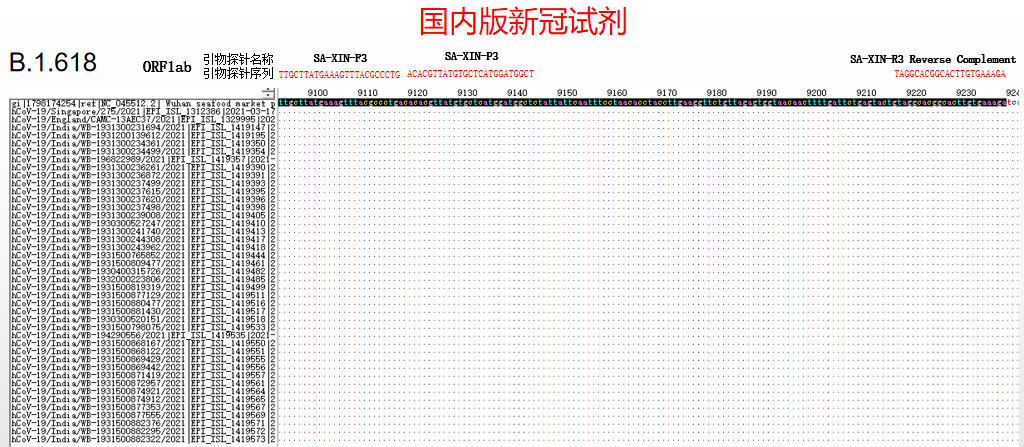 国内版新冠试剂
B.1.618
ORF1ab
引物探针名称
SA-XIN-P3
SA-XIN-P3
SA-XIN-R3 Reverse Complement
引物探针序列
TTGCTTATGAAAGTTTACGCCCTG
ACACGTTATGTGCTCATGGATGGCT
TAGGCACGGCACTTGTGAAAGA
9100 9110 9120 9130 9140 9150 9160 9170 9180 9190 9200 9210 9220 9230 924
gi|1798174254|ref|NC_045512.2| Wuhan seafood market p ttgcttatgaaagtttacgccctgacacacgttatgtgctcatggatggctctattattcaatttcctaacacctaccttgaaggttctgttagagtggtaacaacttttgattctgagtactgtaggcacggcacttgtgaaagatcc
hCoV-19/Singapore/275/2021|EPI_ISL_1312386|2021-03-17
hCoV-19/England/CAMC-13AEC37/2021|EPI_ISL_1329995|202
hCoV-19/India/WB-1931300231694/2021|EPI_ISL_1419147|2
hCoV-19/India/WB-1931200139612/2021|EPI_ISL_1419195|2
hCoV-19/India/WB-1931300234361/2021|EPI_ISL_1419350|2
hCoV-19/India/WB-1931300234499/2021|EPI_ISL_1419354|2
hCoV-19/India/WB-196822989/2021|EPI_ISL_1419357|2021-
hCoV-19/India/WB-1931300236261/2021|EPI_ISL_1419390|2
hCoV-19/India/WB-1931300236872/2021|EPI_ISL_1419391|2
hCoV-19/India/WB-1931300237499/2021|EPI_ISL_1419393|2
hCoV-19/India/WB-1931300237615/2021|EPI_ISL_1419395|2
hCoV-19/India/WB-1931300237620/2021|EPI_ISL_1419396|2
hCoV-19/India/WB-1931300237498/2021|EPI_ISL_1419398|2
hCoV-19/India/WB-1931300239008/2021|EPI_ISL_1419405|2
hCoV-19/India/WB-1930300527247/2021|EPI_ISL_1419410|2
hCoV-19/India/WB-1931300241740/2021|EPI_ISL_1419413|2
hCoV-19/India/WB-1931300244308/2021|EPI_ISL_1419417|2
hCoV-19/India/WB-1931300243962/2021|EPI_ISL_1419418|2
hCoV-19/India/WB-1931500765852/2021|EPI_ISL_1419444|2
hCoV-19/India/WB-1931500809477/2021|EPI_ISL_1419461|2
hCoV-19/India/WB-1930400315726/2021|EPI_ISL_1419482|2
hCoV-19/India/WB-1932000223806/2021|EPI_ISL_1419485|2
hCoV-19/India/WB-1931500819319/2021|EPI_ISL_1419499|2
hCoV-19/India/WB-1931500877129/2021|EPI_ISL_1419511|2
hCoV-19/India/WB-1931500880477/2021|EPI_ISL_1419516|2
hCoV-19/India/WB-1931500881430/2021|EPI_ISL_1419517|2
hCoV-19/India/WB-1930300520151/2021|EPI_ISL_1419518|2
hCoV-19/India/WB-1931500798075/2021|EPI_ISL_1419533|2
hCoV-19/India/WB-194290556/2021|EPI_ISL_1419535|2021-
hCoV-19/India/WB-1931500868167/2021|EPI_ISL_1419550|2
hCoV-19/India/WB-1931500868122/2021|EPI_ISL_1419551|2
hCoV-19/India/WB-1931500869429/2021|EPI_ISL_1419555|2
hCoV-19/India/WB-1931500869442/2021|EPI_ISL_1419556|2
hCoV-19/India/WB-1931500871419/2021|EPI_ISL_1419557|2
hCoV-19/India/WB-1931500872957/2021|EPI_ISL_1419561|2
hCoV-19/India/WB-1931500874921/2021|EPI_ISL_1419564|2
hCoV-19/India/WB-1931500874912/2021|EPI_ISL_1419565|2
hCoV-19/India/WB-1931500877353/2021|EPI_ISL_1419567|2
hCoV-19/India/WB-1931500877555/2021|EPI_ISL_1419569|2
hCoV-19/India/WB-1931500882376/2021|EPI_ISL_1419571|2
hCoV-19/India/WB-1931500882295/2021|EPI_ISL_1419572|2
hCoV-19/India/WB-1931500882322/2021|EPI_ISL_1419573|2